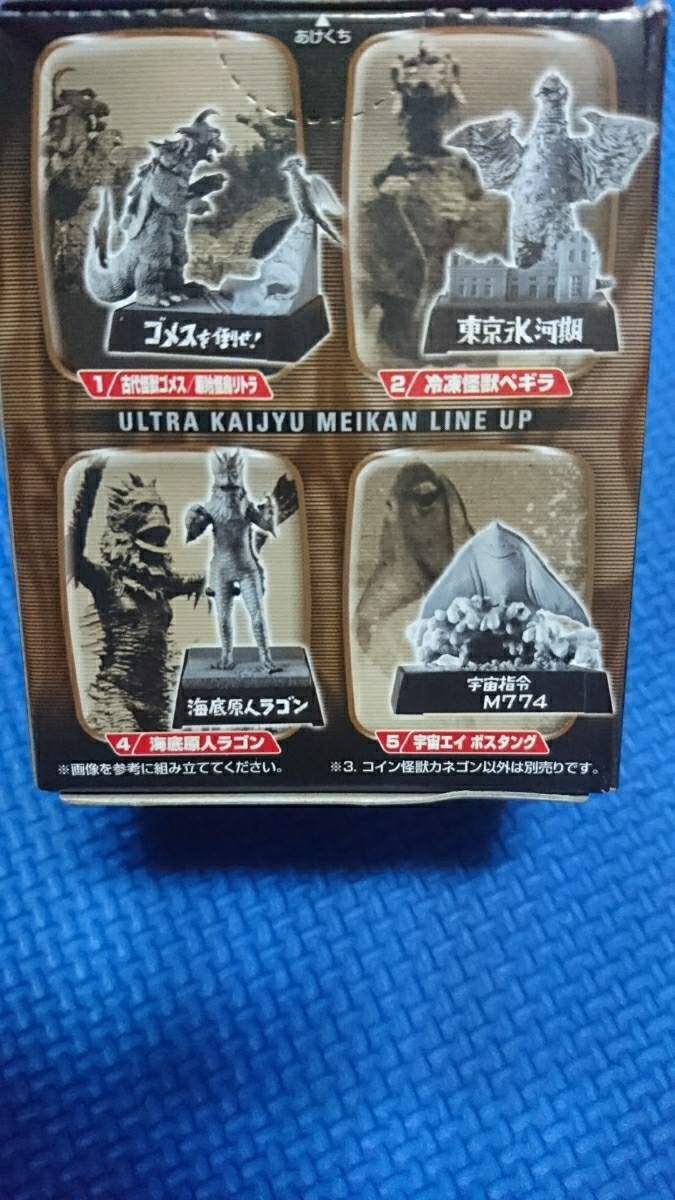 あけくち
ゴメスを倒せ!
東京氷河期
1/古代怪獣ゴメス/原始怪鳥リトラ
2/冷凍怪獣ペギラ
ULTRA KAIJYU MEIKAN LINE UP
海底原人ラゴン
宇宙指令
M774
4/海底原人ラゴン
5/宇宙エイ ボスタング
※画像を参考に組み立ててください。
※3. コイン怪獣カネゴン以外は別売りです。